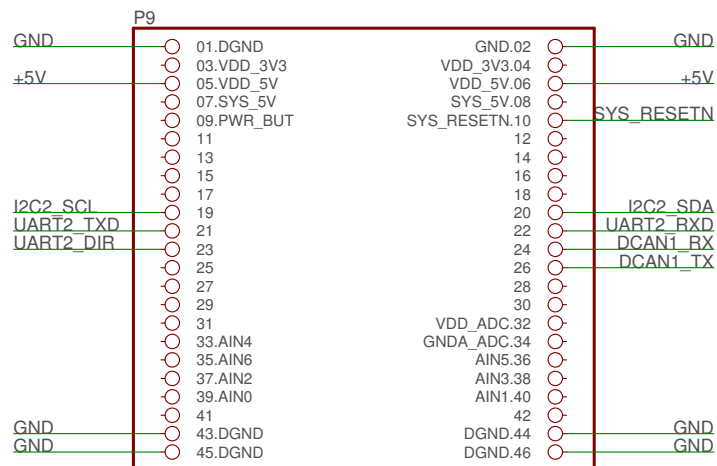 P9
GND 01.DGND GND.02 GND
03.VDD_3V3 VDD_3V3.04
+5V 05.VDD_5V VDD_5V.06 +5V
07.SYS_5V SYS_5V.08
09.PWR_BUT SYS_RESETN.10 SYS_RESETN
11 12
13 14
15 16
17 18
I2C2_SCL 19 20 I2C2_SDA
UART2_TXD 21 22 UART2_RXD
UART2_DIR 23 24 DCAN1_RX
25 26 DCAN1_TX
27 28
29 30
31 VDD_ADC.32
33.AIN4 GNDA_ADC.34
35.AIN6 AIN5.36
37.AIN2 AIN3.38
39.AIN0 AIN1.40
41 42
GND 43.DGND DGND.44 GND
GND 45.DGND DGND.46 GND